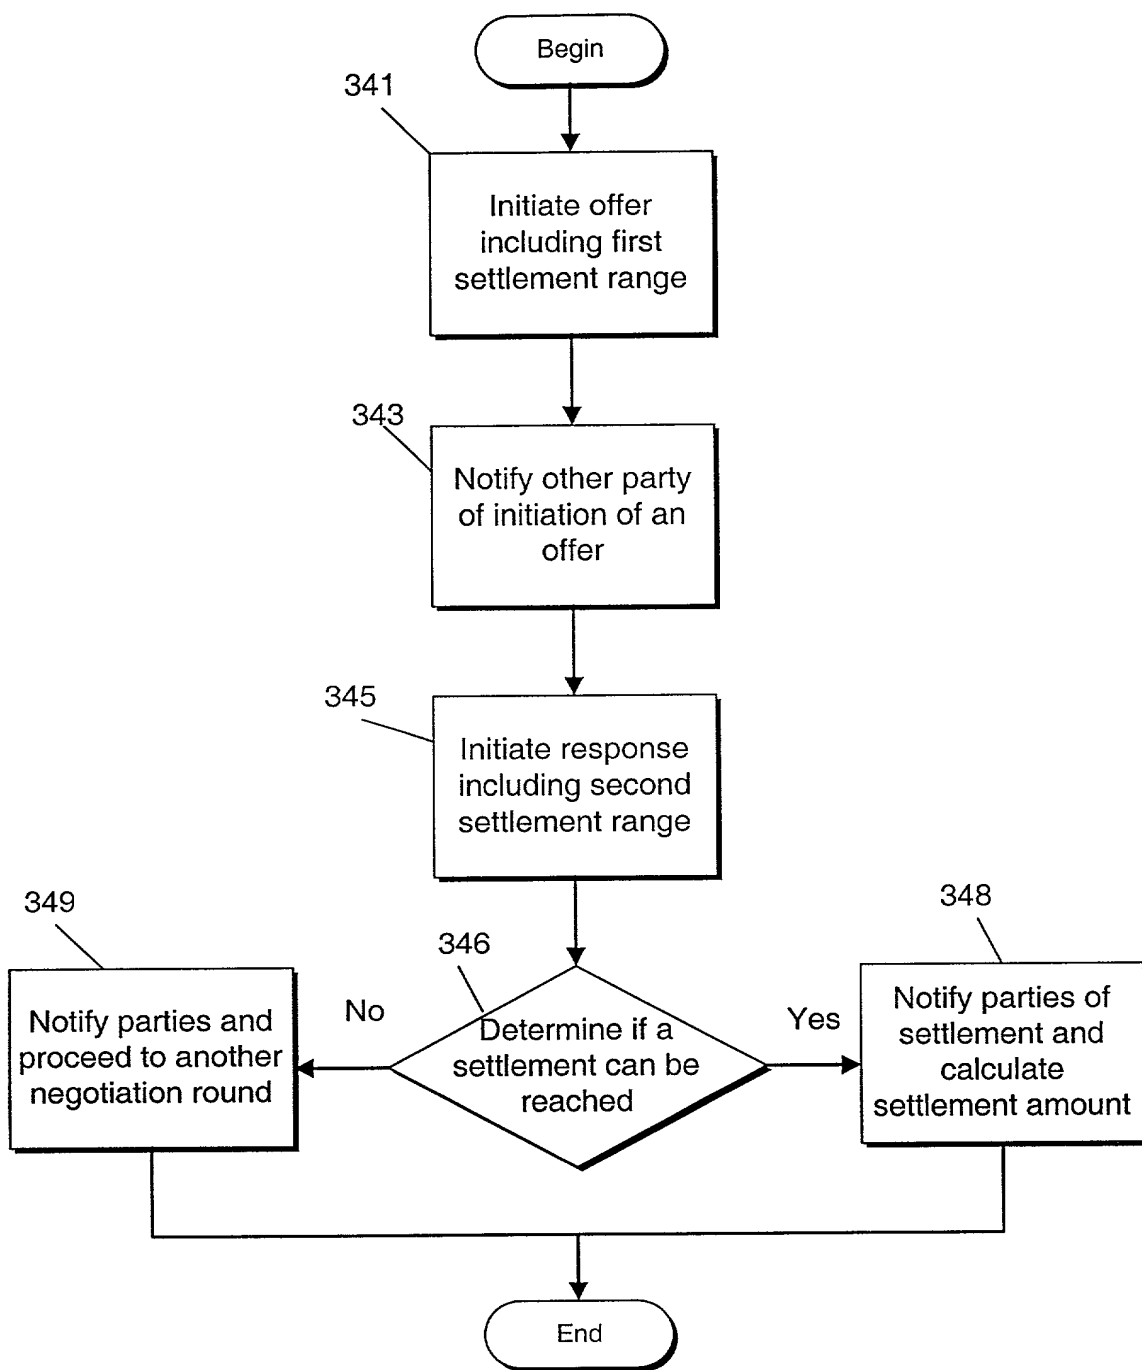 Begin
341
Initiate offer
including first
settlement range
343
Notify other party
of initiation of an
offer
345
Initiate response
including second
settlement range
349
346
348
Notify parties and
proceed to another
negotiation round
No
Determine if a
settlement can be
reached
Yes
Notify parties of
settlement and
calculate
settlement amount
End